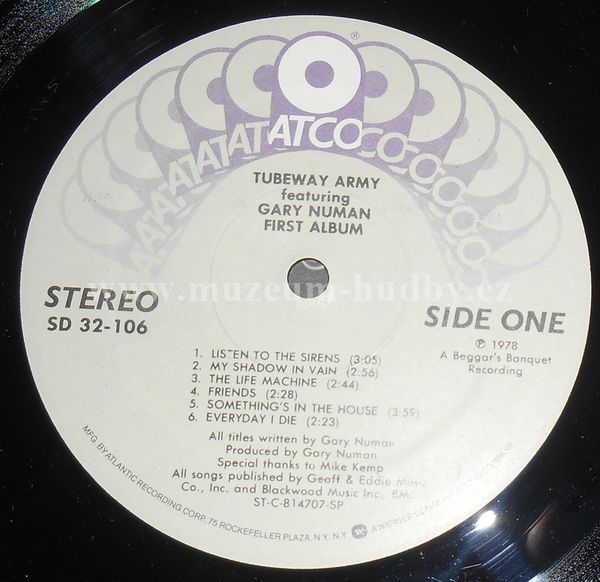 ®
ATCO
TUBEWAY ARMY
featuring
GARY NUMAN
FIRST ALBUM
www.muzeum-hudby.cz
STEREO
SD 32-106
SIDE ONE
Ⓟ 1978
A Beggar's Banquet
Recording
1. LISTEN TO THE SIRENS (3:05)
2. MY SHADOW IN VAIN (2:56)
3. THE LIFE MACHINE (2:44)
4. FRIENDS (2:28)
5. SOMETHING'S IN THE HOUSE (3:59)
6. EVERYDAY I DIE (2:23)
All titles written by Gary Numan
Produced by Gary Numan
Special thanks to Mike Kemp
All songs published by Geoff & Eddie Music
Co., Inc. and Blackwood Music Inc., BMI.
ST-C-814707-SP
MFG. BY ATLANTIC RECORDING CORP. 75 ROCKEFELLER PLAZA, N.Y., N.Y. A WARNER COMMUNICATIONS COMPANY